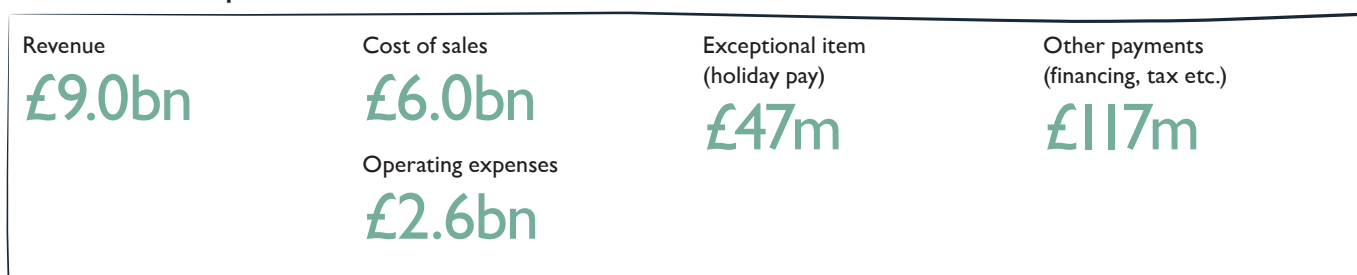 Revenue
£9.0bn
Cost of sales
£6.0bn
Operating expenses
£2.6bn
Exceptional item
(holiday pay)
£47m
Other payments
(financing, tax etc.)
£117m